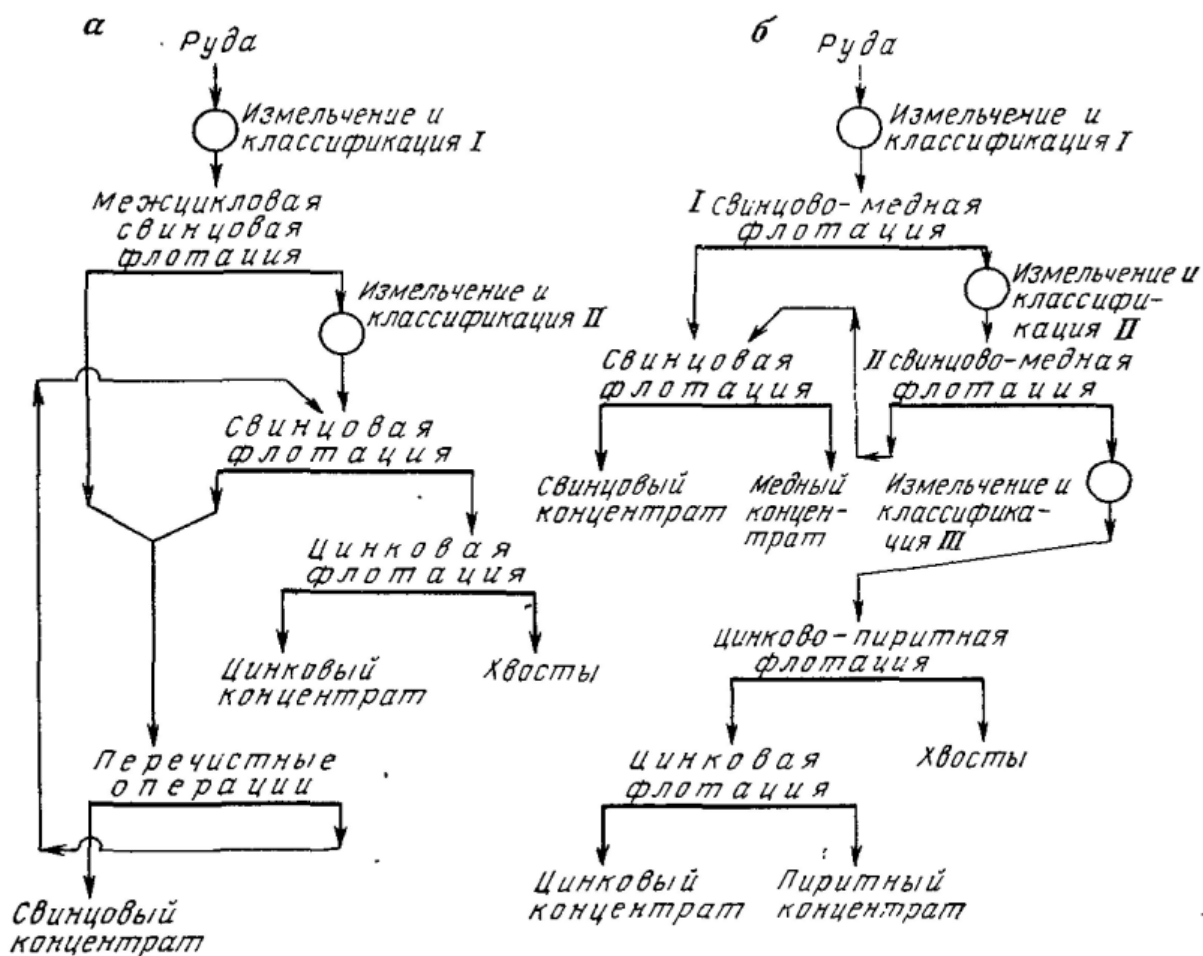 а
Руда
Измельчение и
классификация I
Межцикловая
свинцовая
флотация
Измельчение и
классификация II
Свинцовая
флотация
Цинковая
флотация
Цинковый
концентрат
Хвосты
Перечистные
операции
Свинцовый
концентрат
б
Руда
Измельчение и
классификация I
I свинцово-медная
флотация
Измельчение и
классифи-
кация II
Свинцовая
флотация
II свинцово-медная
флотация
Свинцовый
концентрат
Медный
концен-
трат
Измельчение и
классифика-
ция III
Цинково-пиритная
флотация
Цинковая
флотация
Хвосты
Цинковый
концентрат
Пиритный
концентрат